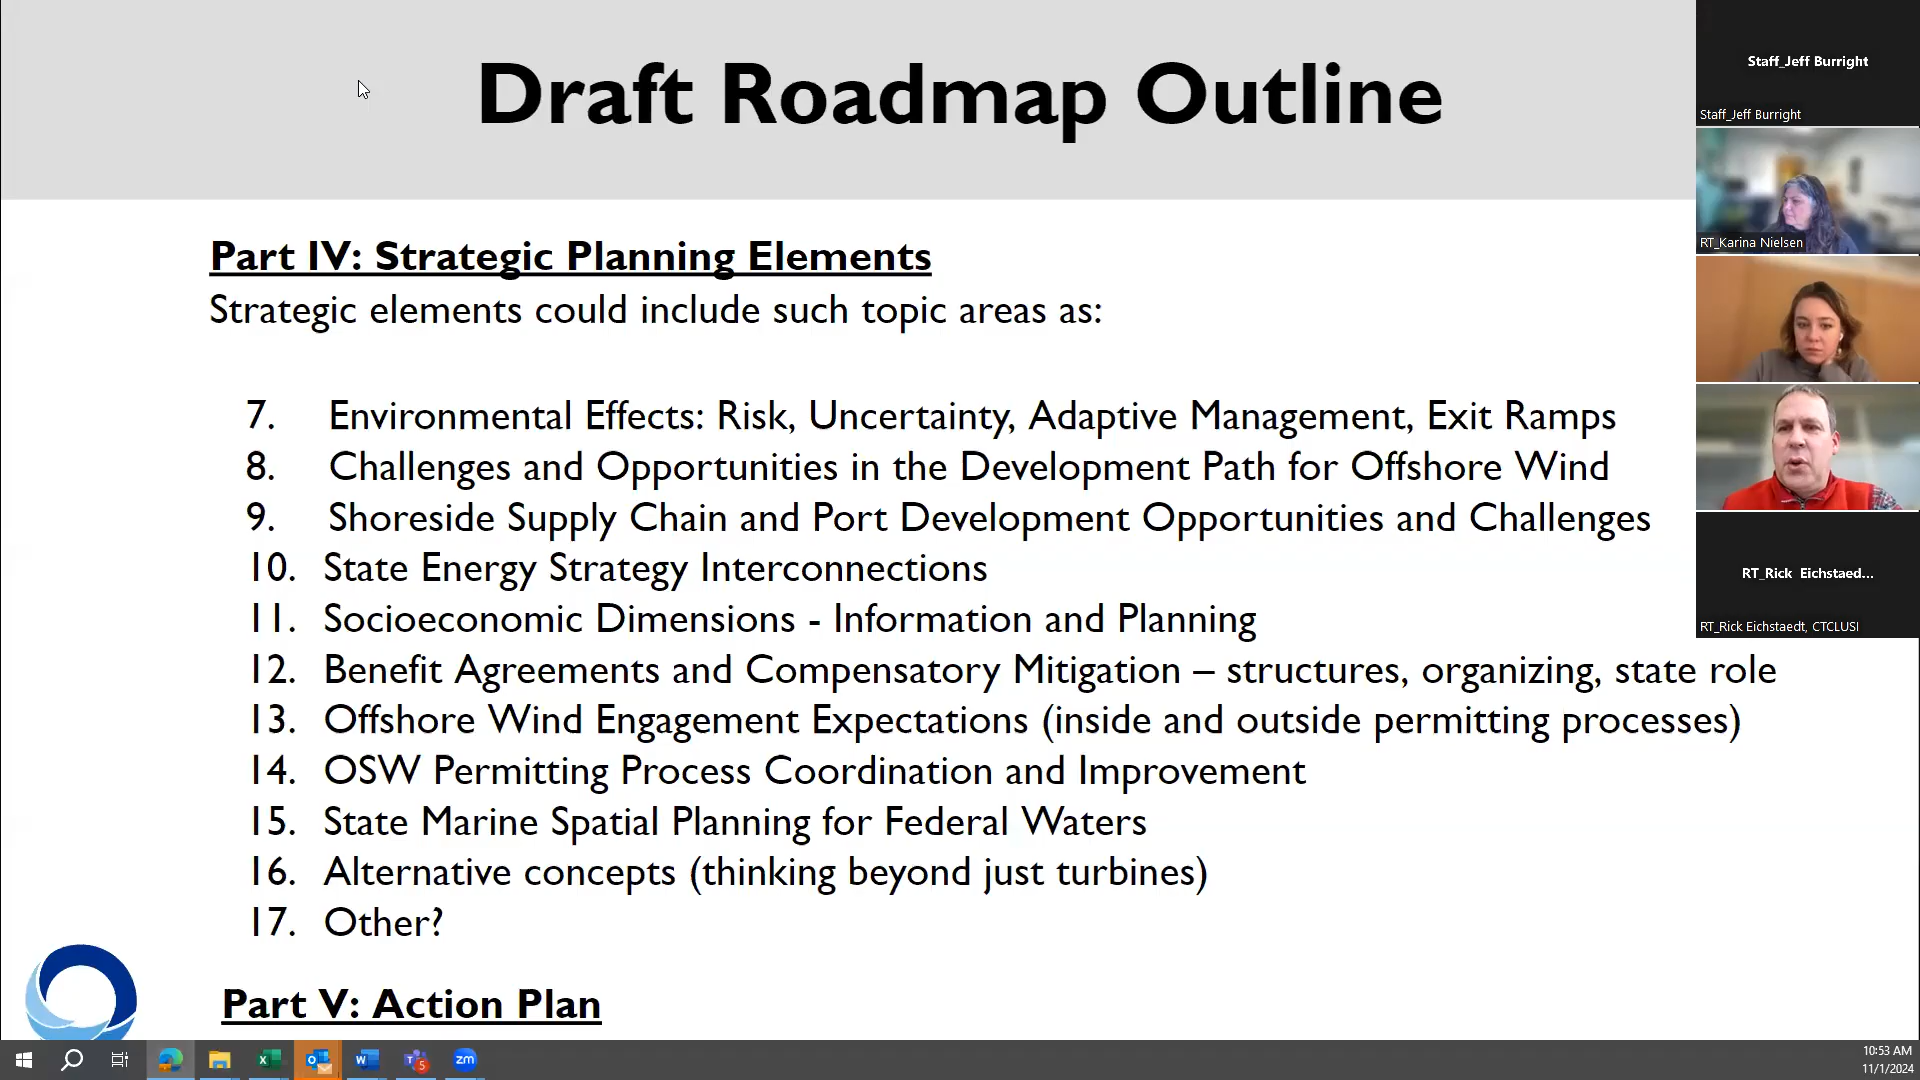 Draft Roadmap Outline
Part IV: Strategic Planning Elements
Strategic elements could include such topic areas as:
7. Environmental Effects: Risk, Uncertainty, Adaptive Management, Exit Ramps
8. Challenges and Opportunities in the Development Path for Offshore Wind
9. Shoreside Supply Chain and Port Development Opportunities and Challenges
10. State Energy Strategy Interconnections
11. Socioeconomic Dimensions - Information and Planning
12. Benefit Agreements and Compensatory Mitigation – structures, organizing, state role
13. Offshore Wind Engagement Expectations (inside and outside permitting processes)
14. OSW Permitting Process Coordination and Improvement
15. State Marine Spatial Planning for Federal Waters
16. Alternative concepts (thinking beyond just turbines)
17. Other?
Part V: Action Plan
Staff_Jeff Burright
Staff_Jeff Burright
RT_Karina Nielsen
RT_Rick Eichstaed...
RT_Rick Eichstaedt, CTCLUSI
zm
5
10:53 AM
11/1/2024